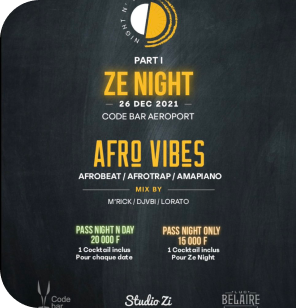 NIGHT N
PART I
ZE NIGHT
26 DEC 2021
CODE BAR AEROPORT
AFRO VIBES
AFROBEAT / AFROTRAP / AMAPIANO
MIX BY
M'RICK / DJVBI / LORATO
PASS NIGHT N DAY
20 000 F
1 Cocktail inclus
Pour chaque date
PASS NIGHT ONLY
15 000 F
1 Cocktail inclus
Pour Ze Night
Code
bar
Studio Zi
BELAIRE